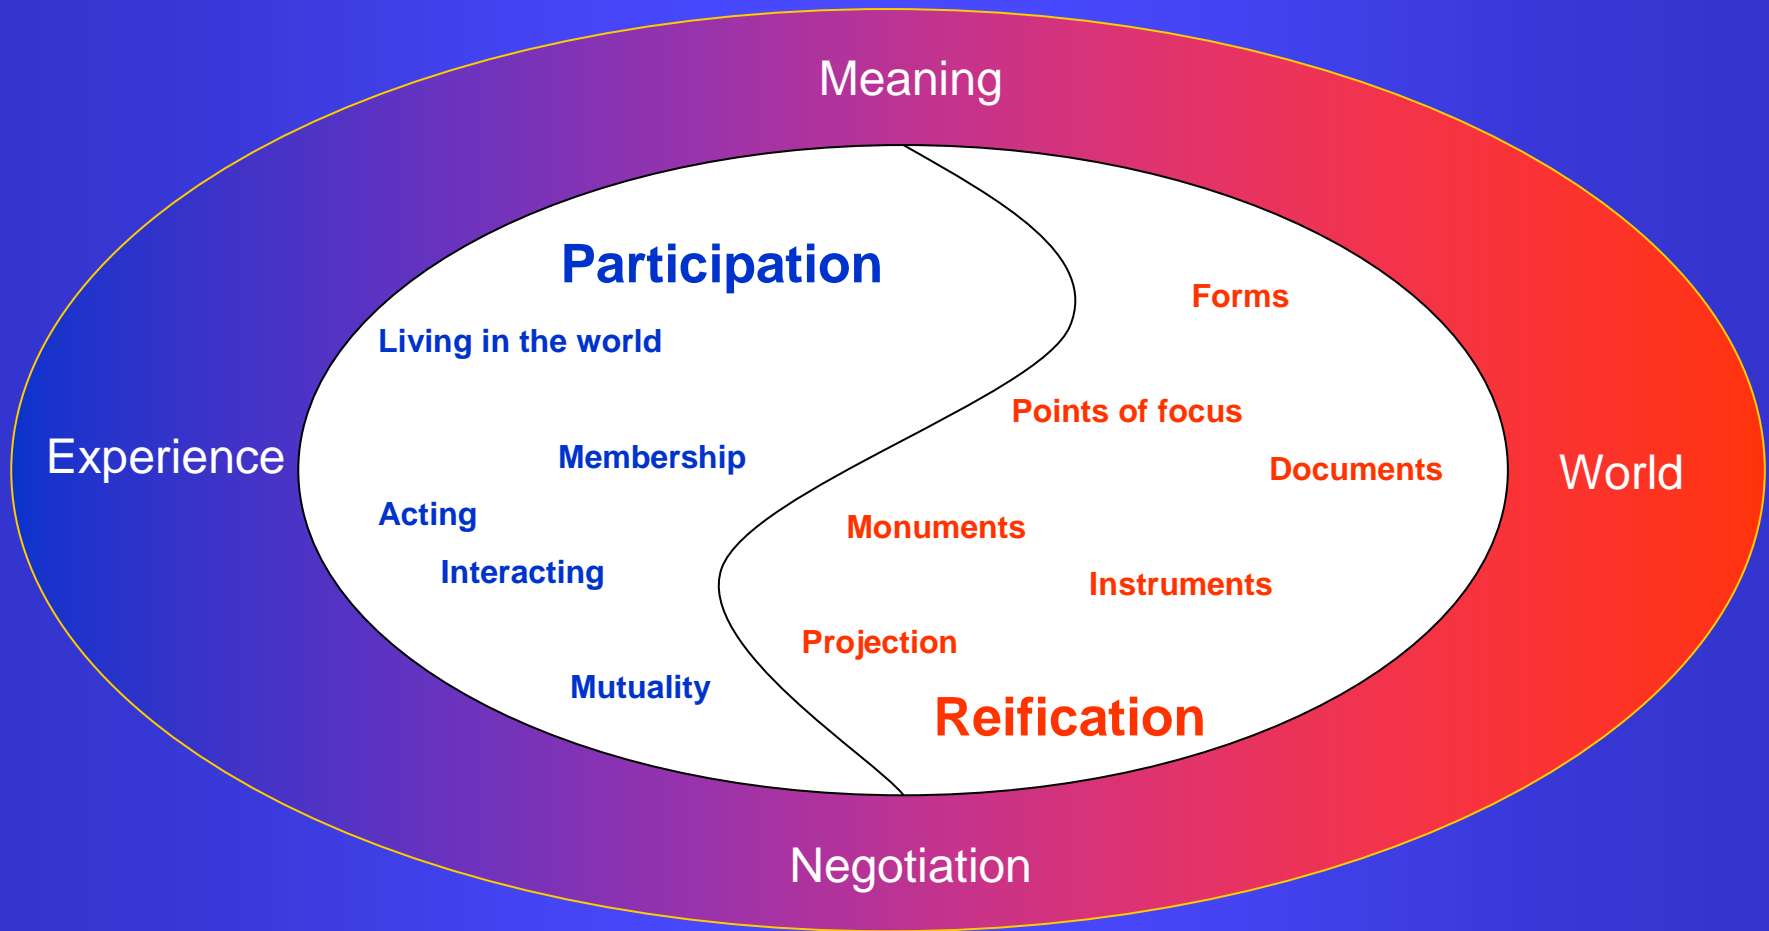 Meaning
Participation
Forms
Living in the world
Points of focus
Experience
Membership
Documents
World
Acting
Monuments
Interacting
Instruments
Projection
Mutuality
Reification
Negotiation